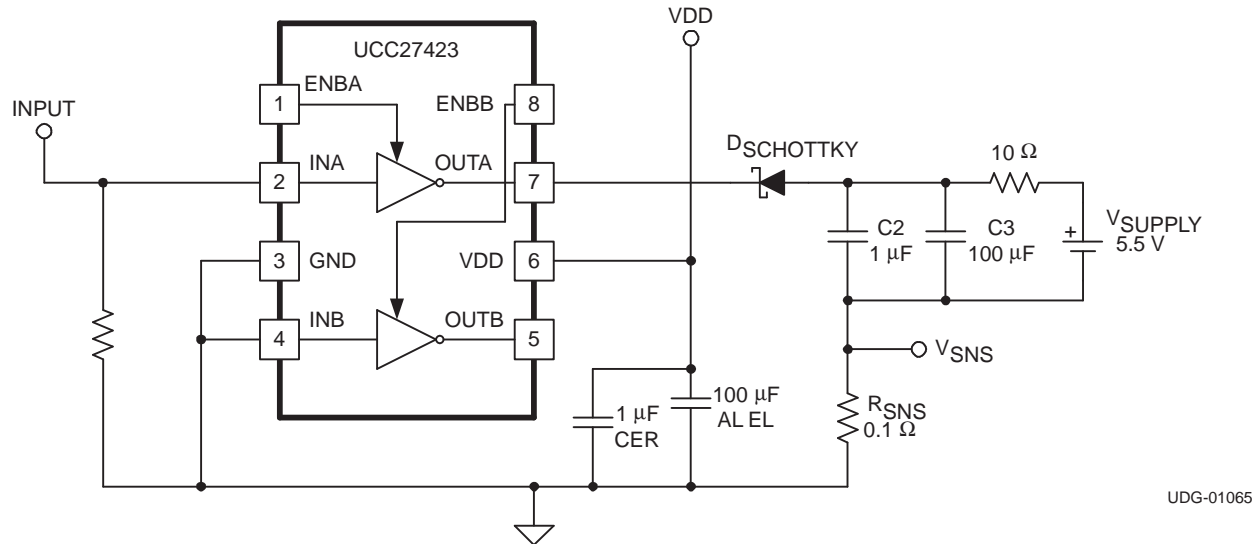 VDD
UCC27423
INPUT
1 ENBA
ENBB 8
2 INA
OUTA 7
DSCHOTTKY
10 Ω
C2
1 μF
C3
100 μF
+
VSUPPLY
5.5 V
3 GND
VDD 6
4 INB
OUTB 5
VSNS
1 μF
CER
100 μF
AL EL
RSNS
0.1 Ω
UDG-01065